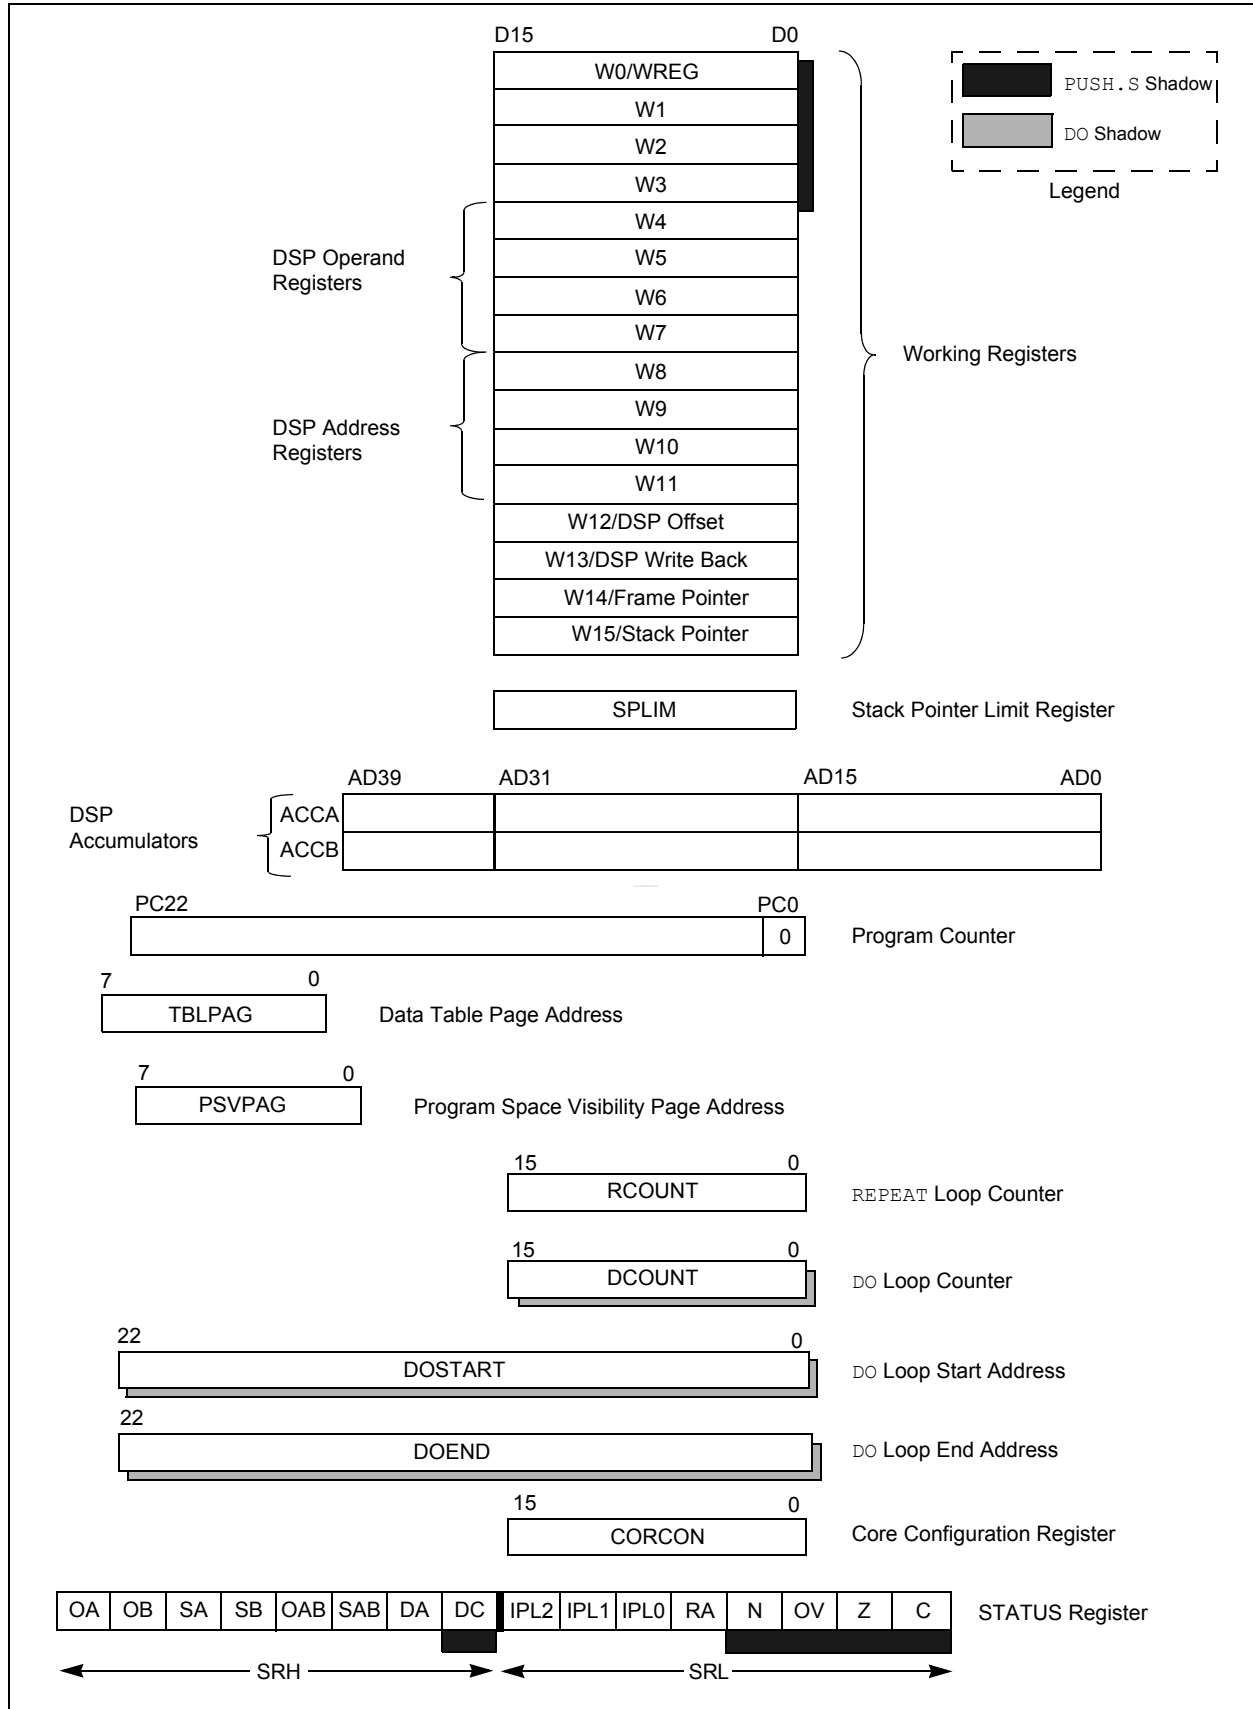 D15 D0
W0/WREG
PUSH.S Shadow
W1
DO Shadow
W2
W3
Legend
W4
DSP Operand
Registers
W5
W6
W7
Working Registers
W8
W9
DSP Address
Registers
W10
W11
W12/DSP Offset
W13/DSP Write Back
W14/Frame Pointer
W15/Stack Pointer
SPLIM Stack Pointer Limit Register
AD39 AD31 AD15 AD0
DSP
Accumulators
ACCA
ACCB
PC22 PC0
0 Program Counter
7 0
TBLPAG Data Table Page Address
7 0
PSVPAG Program Space Visibility Page Address
15 0
RCOUNT REPEAT Loop Counter
15 0
DCOUNT DO Loop Counter
22 0
DOSTART DO Loop Start Address
22
DOEND DO Loop End Address
15 0
CORCON Core Configuration Register
OA OB SA SB OAB SAB DA DC IPL2 IPL1 IPL0 RA N OV Z C STATUS Register
SRH SRL